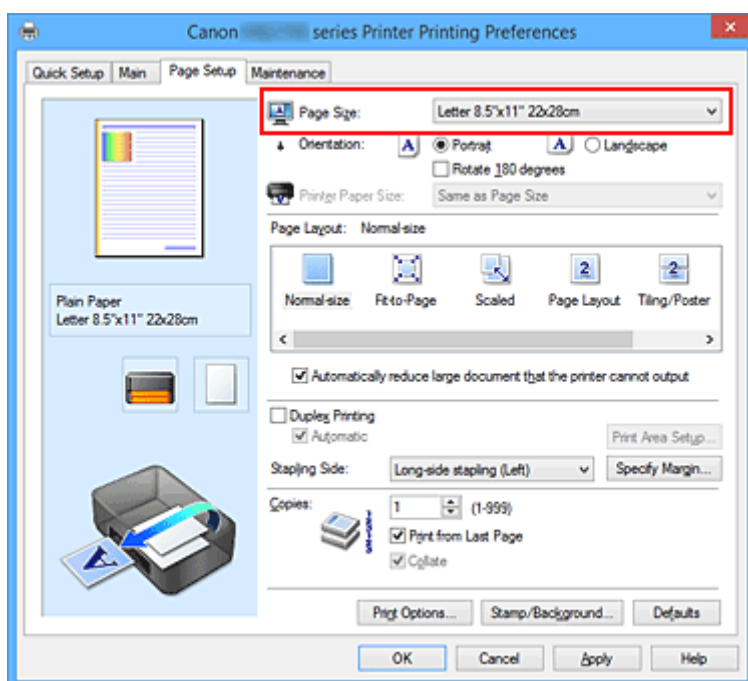 Canon series Printer Printing Preferences
Quick Setup Main Page Setup Maintenance
Page Size: Letter 8.5"x11" 22x28cm
Orientation: A Portrait A Landscape
Rotate 180 degrees
Printer Paper Size: Same as Page Size
Page Layout: Normal-size
2 2
Normal-size Fit-to-Page Scaled Page Layout Tiling/Poster
Automatically reduce large document that the printer cannot output
Plain Paper
Letter 8.5"x11" 22x28cm
Duplex Printing
Automatic Print Area Setup...
Stapling Side: Long-side stapling (Left) Specify Margin...
Copies: 1 (1-999)
Print from Last Page
Collate
A
Print Options... Stamp/Background... Defaults
OK Cancel Apply Help